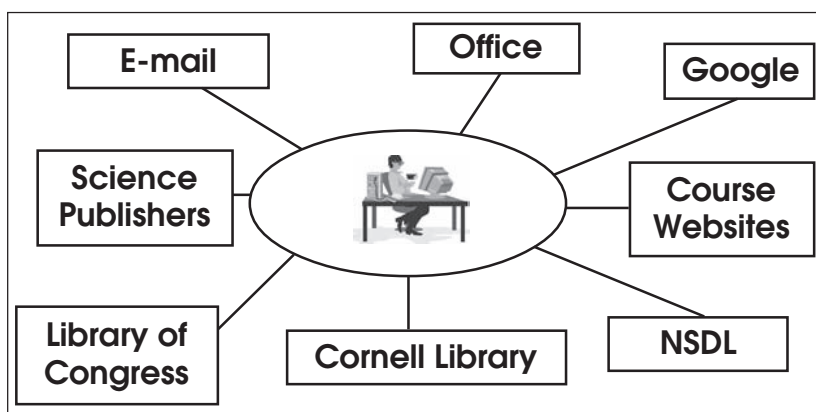 E-mail
Office
Google
Science
Publishers
Course
Websites
Library of
Congress
Cornell Library
NSDL